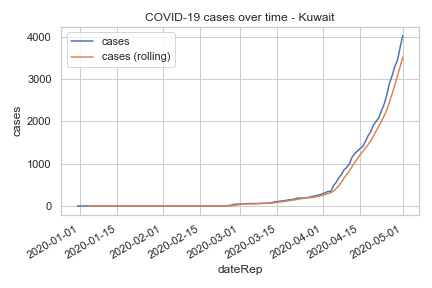 COVID-19 cases over time - Kuwait
cases
cases (rolling)
4000
3000
2000
1000
0
cases
2020-01-01
2020-01-15
2020-02-01
2020-02-15
2020-03-01
2020-03-15
2020-04-01
2020-04-15
2020-05-01
dateRep